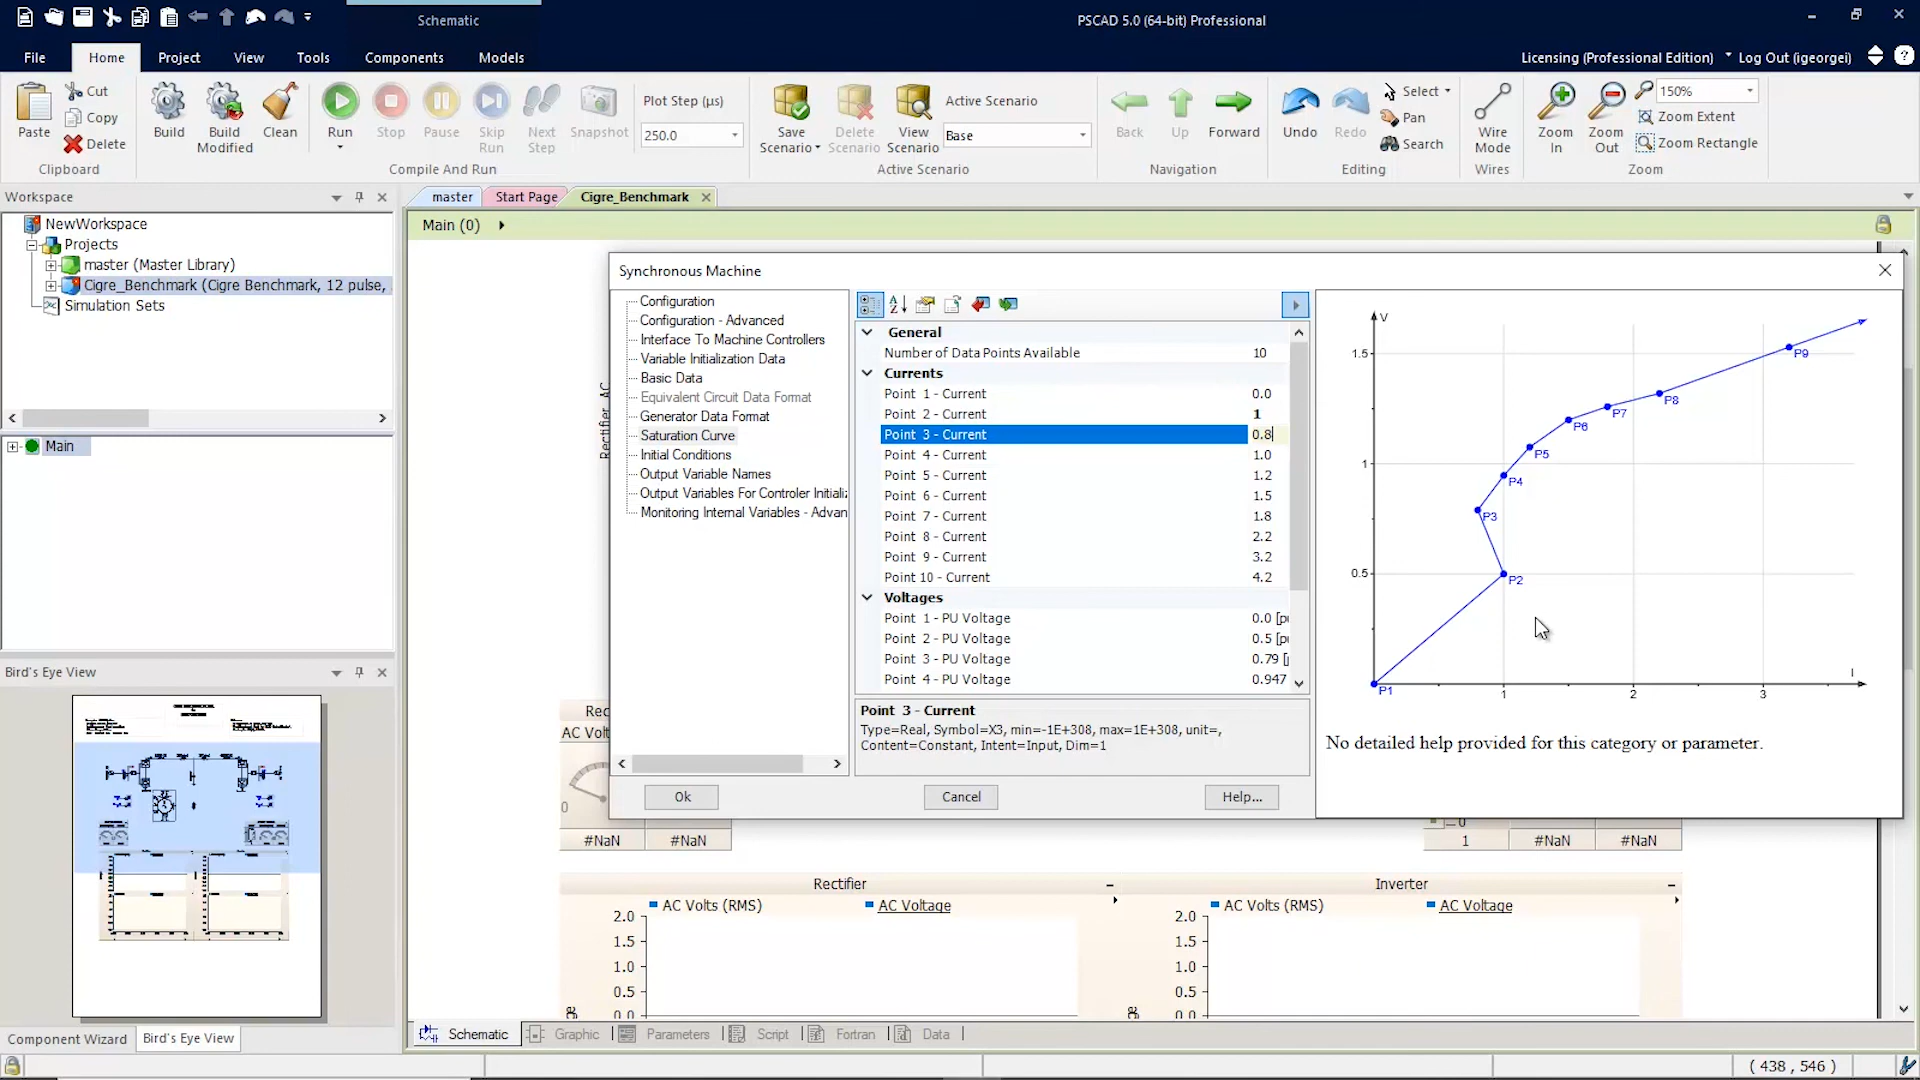 Schematic
PSCAD 5.0 (64-bit) Professional
File
Home
Project
View
Tools
Components
Models
Licensing (Professional Edition)
Log Out (igeorgei)
Paste
Cut
Copy
Delete
Clipboard
Build
Build Modified
Clean
Run
Stop
Pause
Skip Run
Next Step
Snapshot
Compile And Run
Plot Step (µs)
250.0
Save Scenario
Delete Scenario
View Scenario
Active Scenario
Base
Active Scenario
Back
Up
Forward
Navigation
Undo
Redo
Select
Pan
Search
Editing
Wire Mode
Wires
Zoom In
Zoom Out
150%
Zoom Extent
Zoom Rectangle
Zoom
Workspace
NewWorkspace
Projects
master (Master Library)
Cigre_Benchmark (Cigre Benchmark, 12 pulse,
Simulation Sets
Main
Bird's Eye View
Component Wizard
Bird's Eye View
master
Start Page
Cigre_Benchmark
Main (0)
Rectifier AC
Synchronous Machine
Configuration
Configuration - Advanced
Interface To Machine Controllers
Variable Initialization Data
Basic Data
Equivalent Circuit Data Format
Generator Data Format
Saturation Curve
Initial Conditions
Output Variable Names
Output Variables For Controler Initializ
Monitoring Internal Variables - Advan
General
Number of Data Points Available 10
Currents
Point 1 - Current 0.0
Point 2 - Current 1
Point 3 - Current 0.8
Point 4 - Current 1.0
Point 5 - Current 1.2
Point 6 - Current 1.5
Point 7 - Current 1.8
Point 8 - Current 2.2
Point 9 - Current 3.2
Point 10 - Current 4.2
Voltages
Point 1 - PU Voltage 0.0 [pu
Point 2 - PU Voltage 0.5 [pu
Point 3 - PU Voltage 0.79 [
Point 4 - PU Voltage 0.947
Point 3 - Current
Type=Real, Symbol=X3, min=-1E+308, max=1E+308, unit=,
Content=Constant, Intent=Input, Dim=1
Ok
Cancel
Help...
V
1.5
1
0.5
P1
P2
P3
P4
P5
P6
P7
P8
P9
I
1
2
3
No detailed help provided for this category or parameter.
Rec
AC Volt
0
#NaN
#NaN
0
1
#NaN
#NaN
Rectifier
AC Volts (RMS)
AC Voltage
2.0
1.5
1.0
0.5
0.0
Inverter
AC Volts (RMS)
AC Voltage
2.0
1.5
1.0
0.5
0.0
Schematic
Graphic
Parameters
Script
Fortran
Data
( 438 , 546 )